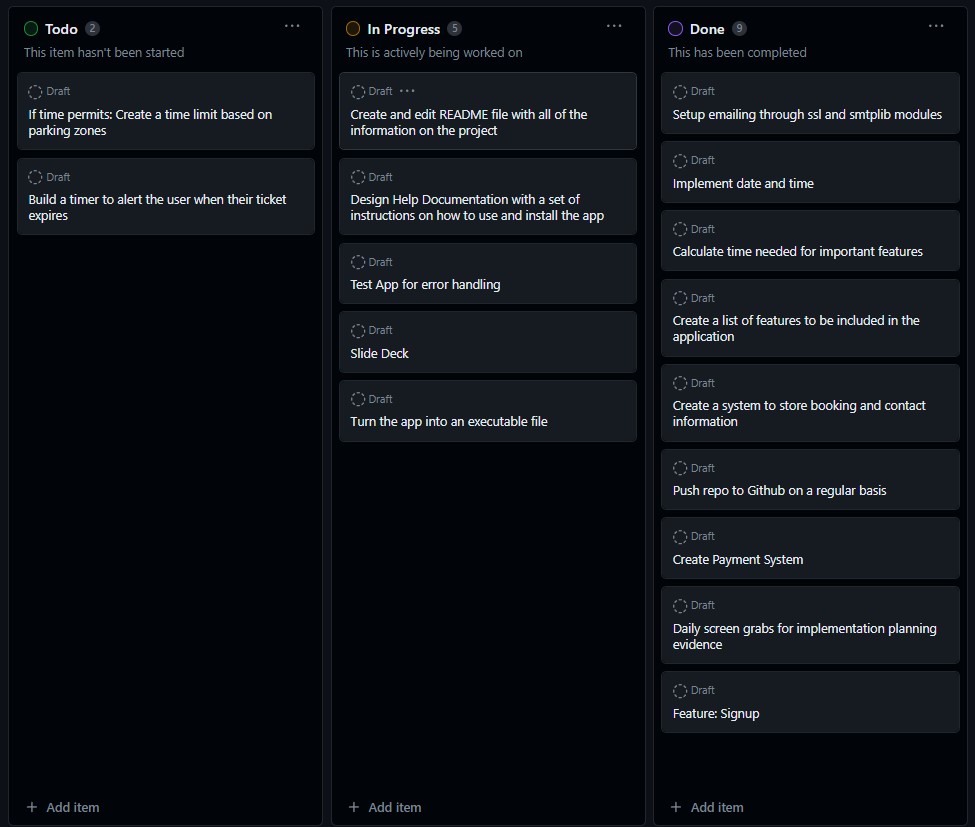 Todo 2
This item hasn't been started
Draft
If time permits: Create a time limit based on
parking zones
Draft
Build a timer to alert the user when their ticket
expires
+ Add item
In Progress 5
This is actively being worked on
Draft
Create and edit README file with all of the
information on the project
Draft
Design Help Documentation with a set of
instructions on how to use and install the app
Draft
Test App for error handling
Draft
Slide Deck
Draft
Turn the app into an executable file
+ Add item
Done 9
This has been completed
Draft
Setup emailing through ssl and smtplib modules
Draft
Implement date and time
Draft
Calculate time needed for important features
Draft
Create a list of features to be included in the
application
Draft
Create a system to store booking and contact
information
Draft
Push repo to Github on a regular basis
Draft
Create Payment System
Draft
Daily screen grabs for implementation planning
evidence
Draft
Feature: Signup
+ Add item